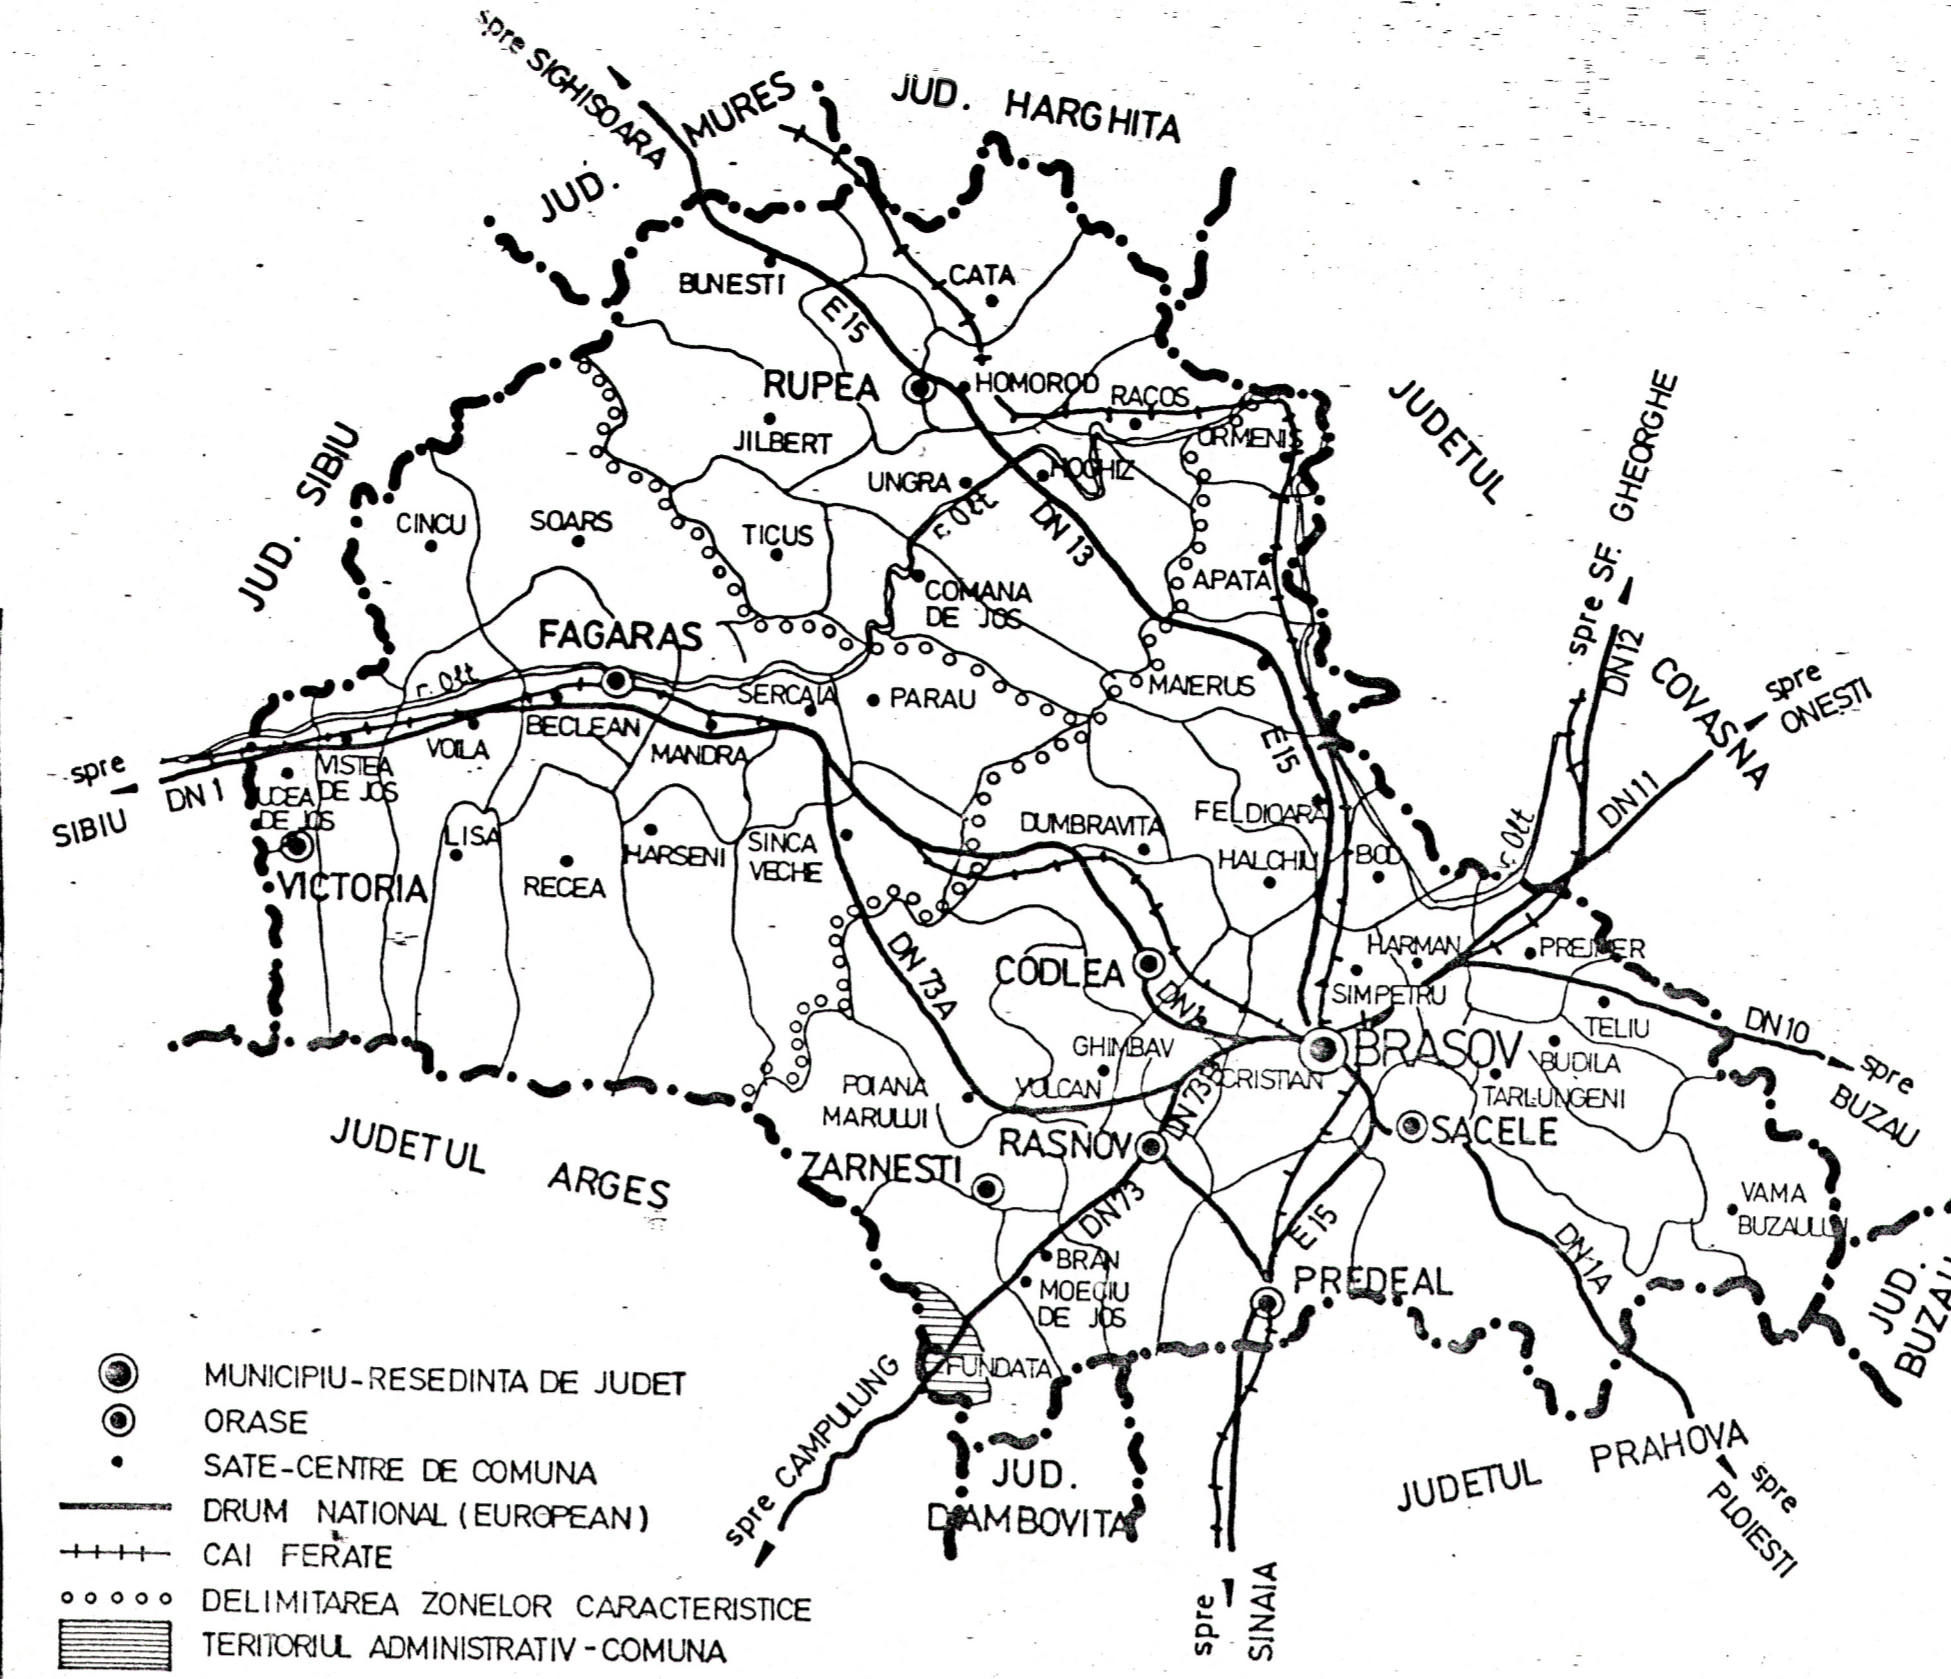 spre SIGHISOARA
JUD. MURES
JUD. HARGHITA
BUNESTI
CATA
E 15
RUPEA
HOMOROD
RACOS
JILBERT
ORMENIS
UNGRA
HOGHIZ
JUDETUL
COVASNA
JUD. SIBIU
CINCU
SOARS
TICUS
r. Olt
DN 13
APATA
spre SF. GHEORGHE
COMANA
DE JOS
FAGARAS
DN12
r. Olt
SERCAIA
PARAU
MAIERUS
spre
ONESTI
VOILA
BECLEAN
MANDRA
E 15
spre
SIBIU
DN 1
UCEA
DE JOS
VISTEA
DE JOS
DN11
LISA
HARSENI
SINCA
VECHE
DUMBRAVITA
FELDIOARA
HALCHIU
BOD
r. Olt
VICTORIA
RECEA
DN 73A
CODLEA
HARMAN
PREJMER
DN1
SIMPETRU
TELIU
DN10
spre
BUZAU
GHIMBAV
BRASOV
BUDILA
POIANA
MARULUI
VULCAN
DN 73B
CRISTIAN
TARLUNGENI
JUDETUL ARGES
RASNOV
SACELE
ZARNESTI
DN73
VAMA
BUZAULUI
E 15
DN1A
BRAN
MOECIU
DE JOS
PREDEAL
JUD.
BUZAU
FUNDATA
spre CAMPULUNG
JUD.
DAMBOVITA
JUDETUL PRAHOVA
spre
PLOIESTI
spre
SINAIA
MUNICIPIU-RESEDINTA DE JUDET
ORASE
SATE-CENTRE DE COMUNA
DRUM NATIONAL (EUROPEAN)
CAI FERATE
DELIMITAREA ZONELOR CARACTERISTICE
TERITORIUL ADMINISTRATIV-COMUNA